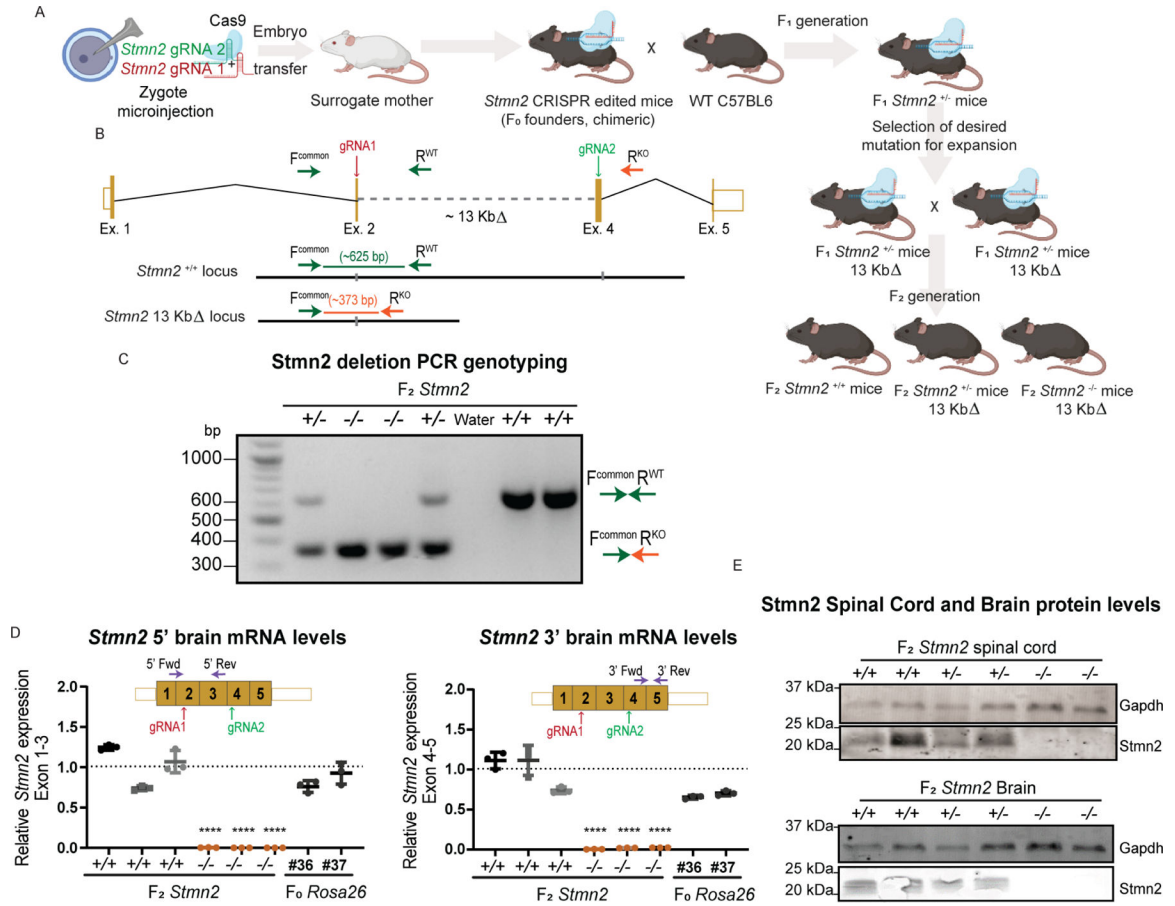 A
Cas9
Stmn2 gRNA 2
Stmn2 gRNA 1 +
Zygote
microinjection
Embryo
transfer
Surrogate mother
Stmn2 CRISPR edited mice
(F₀ founders, chimeric)
X
WT C57BL6
F₁ generation
F₁ Stmn2 +/- mice
Selection of desired
mutation for expansion
X
F₁ Stmn2 +/- mice
13 KbΔ
F₁ Stmn2 +/- mice
13 KbΔ
F₂ generation
F₂ Stmn2 +/+ mice
F₂ Stmn2 +/- mice
13 KbΔ
F₂ Stmn2 -/- mice
13 KbΔ
B
Fcommon
gRNA1
RWT
gRNA2
RKO
~ 13 KbΔ
Ex. 1
Ex. 2
Ex. 4
Ex. 5
Stmn2 +/+ locus
Fcommon
(~625 bp)
RWT
Stmn2 13 KbΔ locus
Fcommon
(~373 bp)
RKO
C
Stmn2 deletion PCR genotyping
F₂ Stmn2
+/- -/- -/- +/- Water +/+ +/+
bp
1000
600
500
400
300
Fcommon RWT
Fcommon RKO
D
Stmn2 5' brain mRNA levels
Relative Stmn2 expression
Exon 1-3
2.0
1.5
1.0
0.5
0.0
5' Fwd
5' Rev
1 2 3 4 5
gRNA1
gRNA2
**** **** ****
+/+ +/+ +/+ -/- -/- -/- #36 #37
F₂ Stmn2
F₀ Rosa26
Stmn2 3' brain mRNA levels
Relative Stmn2 expression
Exon 4-5
2.0
1.5
1.0
0.5
0.0
3' Fwd
3' Rev
1 2 3 4 5
gRNA1
gRNA2
**** **** ****
+/+ +/+ +/+ -/- -/- -/- #36 #37
F₂ Stmn2
F₀ Rosa26
E
Stmn2 Spinal Cord and Brain protein levels
F₂ Stmn2 spinal cord
+/+ +/+ +/- +/- -/- -/-
37 kDa
25 kDa
20 kDa
Gapdh
Stmn2
F₂ Stmn2 Brain
+/+ +/+ +/- +/+ -/- -/-
37 kDa
25 kDa
20 kDa
Gapdh
Stmn2